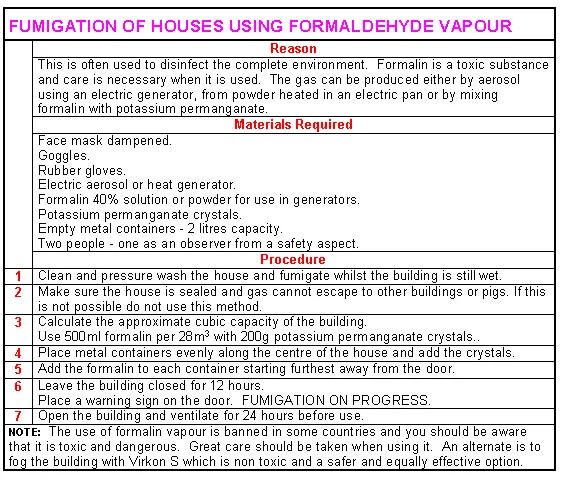 FUMIGATION OF HOUSES USING FORMALDEHYDE VAPOUR
Reason
This is often used to disinfect the complete environment. Formalin is a toxic substance
and care is necessary when it is used. The gas can be produced either by aerosol
using an electric generator, from powder heated in an electric pan or by mixing
formalin with potassium permanganate.
Materials Required
Face mask dampened.
Goggles.
Rubber gloves.
Electric aerosol or heat generator.
Formalin 40% solution or powder for use in generators.
Potassium permanganate crystals.
Empty metal containers - 2 litres capacity.
Two people - one as an observer from a safety aspect.
Procedure
1 Clean and pressure wash the house and fumigate whilst the building is still wet.
2 Make sure the house is sealed and gas cannot escape to other buildings or pigs. If this
is not possible do not use this method.
3 Calculate the approximate cubic capacity of the building.
Use 500ml formalin per 28m³ with 200g potassium permanganate crystals..
4 Place metal containers evenly along the centre of the house and add the crystals.
5 Add the formalin to each container starting furthest away from the door.
6 Leave the building closed for 12 hours.
Place a warning sign on the door. FUMIGATION ON PROGRESS.
7 Open the building and ventilate for 24 hours before use.
NOTE: The use of formalin vapour is banned in some countries and you should be aware
that it is toxic and dangerous. Great care should be taken when using it. An alternate is to
fog the building with Virkon S which is non toxic and a safer and equally effective option.